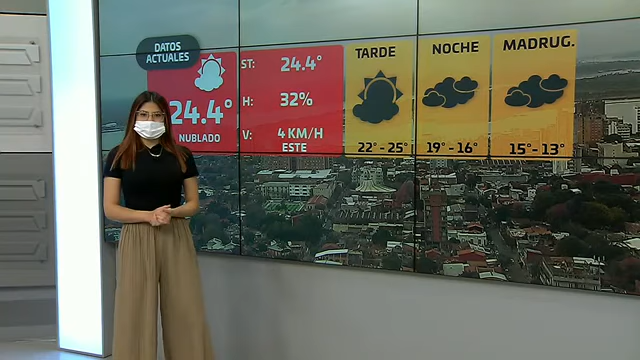 DATOS
ACTUALES
24.4°
NUBLADO
ST: 24.4°
H: 32%
V: 4 KM/H
ESTE
TARDE
22°-25°
NOCHE
19°-16°
MADRUG.
15°-13°